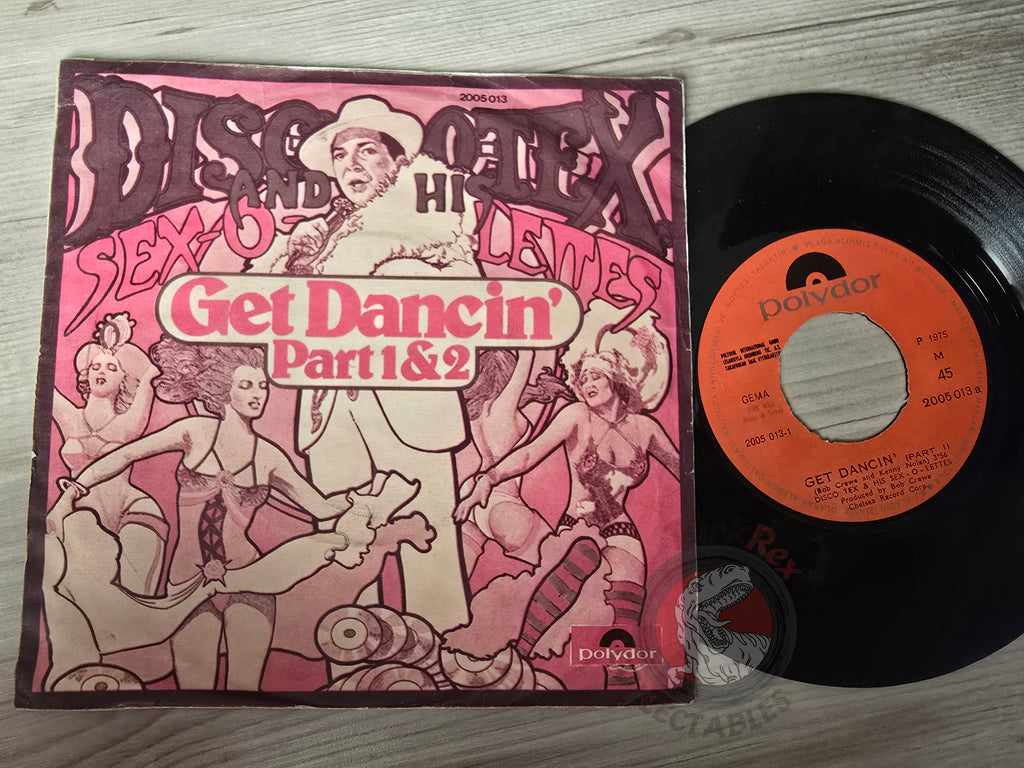 2005 013
DISCO TEX
AND HIS
SEX-O-LETTES
Get Dancin'
Part 1 & 2
polydor
polydor
P 1975
M
45
2005 013 a
GEMA
2005 013-1
GET DANCIN' (PART 1)
(Bob Crewe and Kenny Nolan) 3'56
DISCO TEX & HIS SEX-O-LETTES
Produced by Bob Crewe
Chelsea Record Corp.
Rex